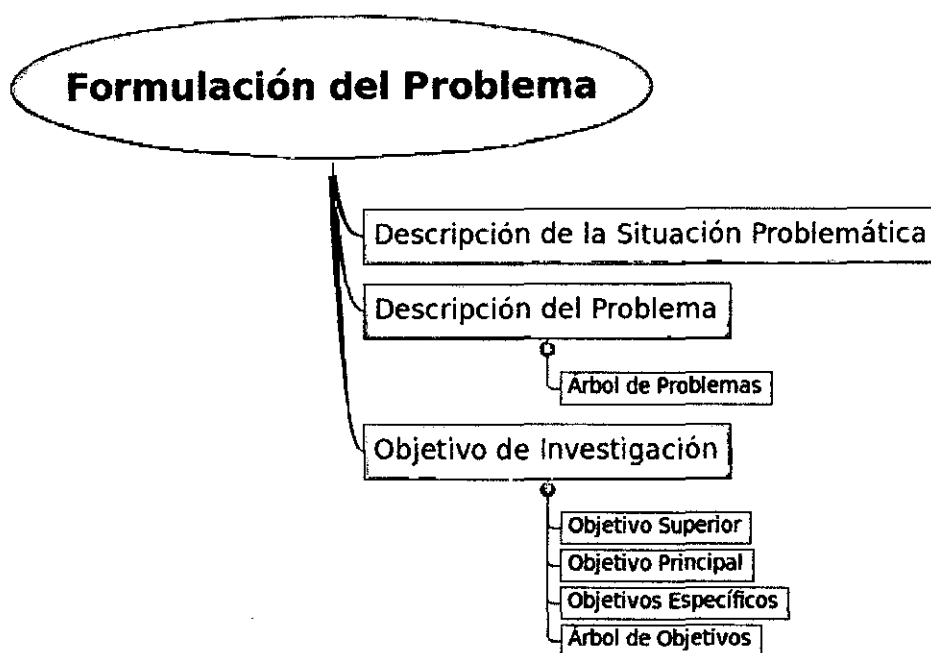 Formulación del Problema
Descripción de la Situación Problemática
Descripción del Problema
Árbol de Problemas
Objetivo de Investigación
Objetivo Superior
Objetivo Principal
Objetivos Específicos
Árbol de Objetivos